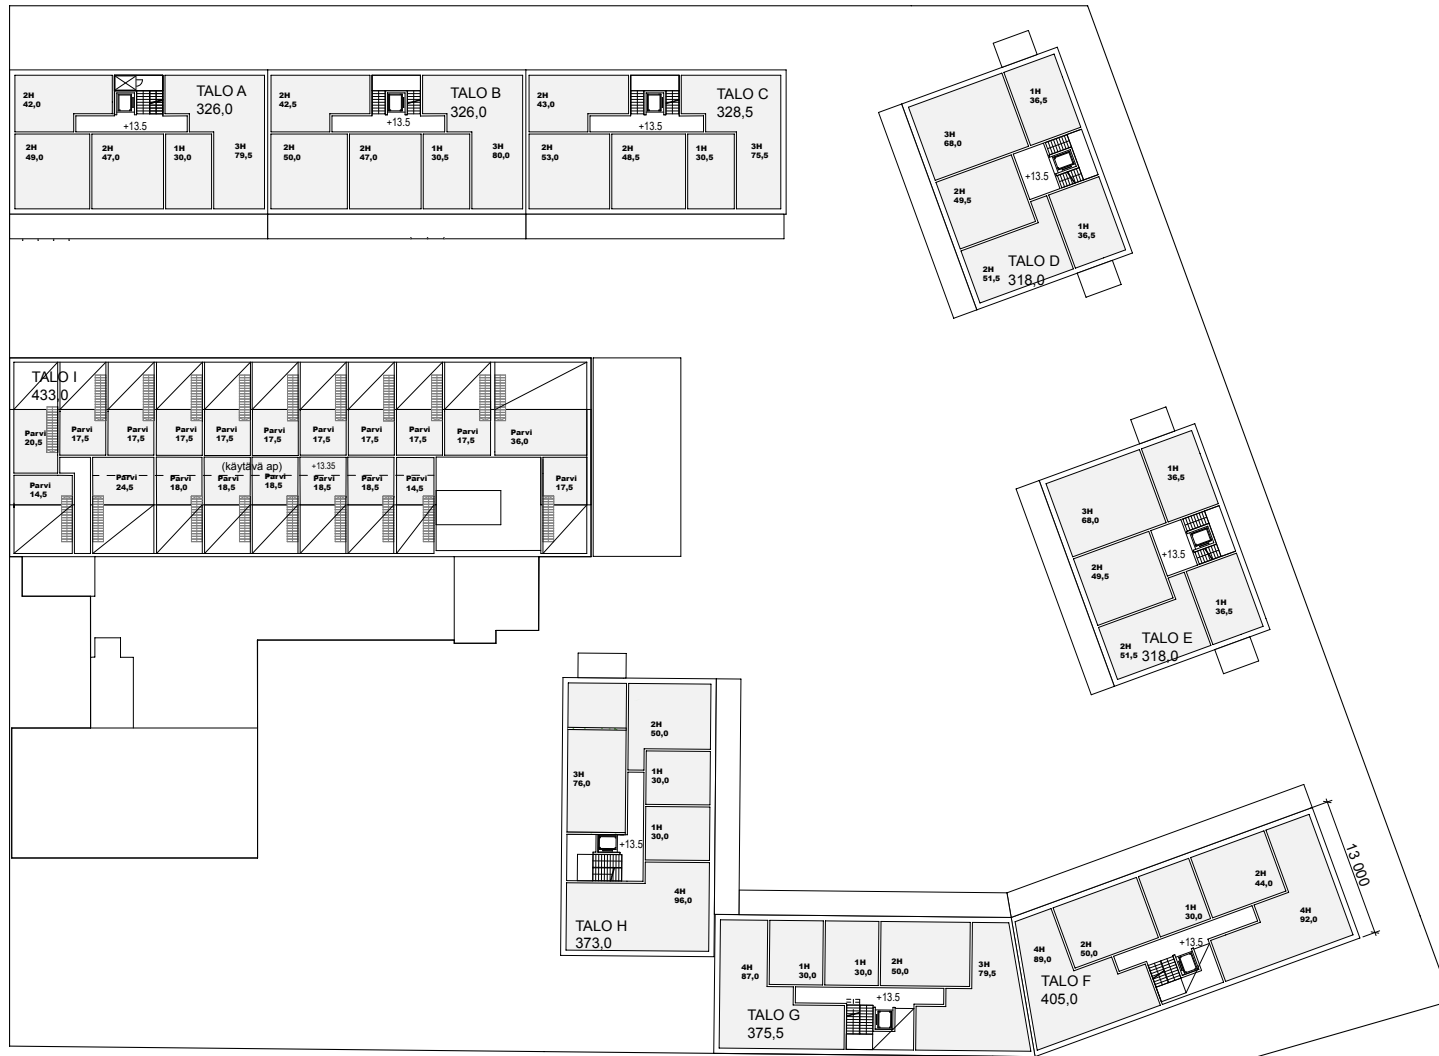 TALO A
326,0
2H
42,0
+13.5
2H
49,0
2H
47,0
1H
30,0
3H
79,5
TALO B
326,0
2H
42,5
+13.5
2H
50,0
2H
47,0
1H
30,5
3H
80,0
TALO C
328,5
2H
43,0
+13.5
2H
53,0
2H
48,5
1H
30,5
3H
75,5
1H
36,5
3H
68,0
+13.5
2H
49,5
1H
36,5
2H
51,5
TALO D
318,0
TALO I
433,0
Parvi
20,5
Parvi
17,5
Parvi
17,5
Parvi
17,5
Parvi
17,5
Parvi
17,5
Parvi
17,5
Parvi
17,5
Parvi
17,5
Parvi
17,5
Parvi
36,0
(käytävä ap)
+13.35
Parvi
14,5
Parvi
24,5
Parvi
18,0
Parvi
18,5
Parvi
18,5
Parvi
18,5
Parvi
18,5
Parvi
14,5
Parvi
17,5
1H
36,5
3H
68,0
+13.5
2H
49,5
1H
36,5
2H
51,5
TALO E
318,0
2H
50,0
3H
76,0
1H
30,0
1H
30,0
+13.5
4H
96,0
TALO H
373,0
4H
87,0
1H
30,0
1H
30,0
2H
50,0
3H
79,5
+13.5
TALO G
375,5
13 000
2H
44,0
1H
30,0
4H
92,0
2H
50,0
4H
89,0
+13.5
TALO F
405,0